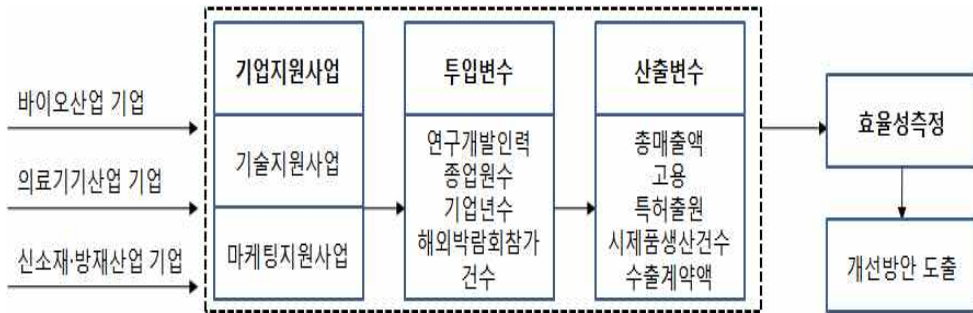 바이오산업 기업
의료기기산업 기업
신소재·방재산업 기업
기업지원사업
기술지원사업
마케팅지원사업
투입변수
연구개발인력
종업원수
기업년수
해외박람회참가
건수
산출변수
총매출액
고용
특허출원
시제품생산건수
수출계약액
효율성측정
개선방안 도출